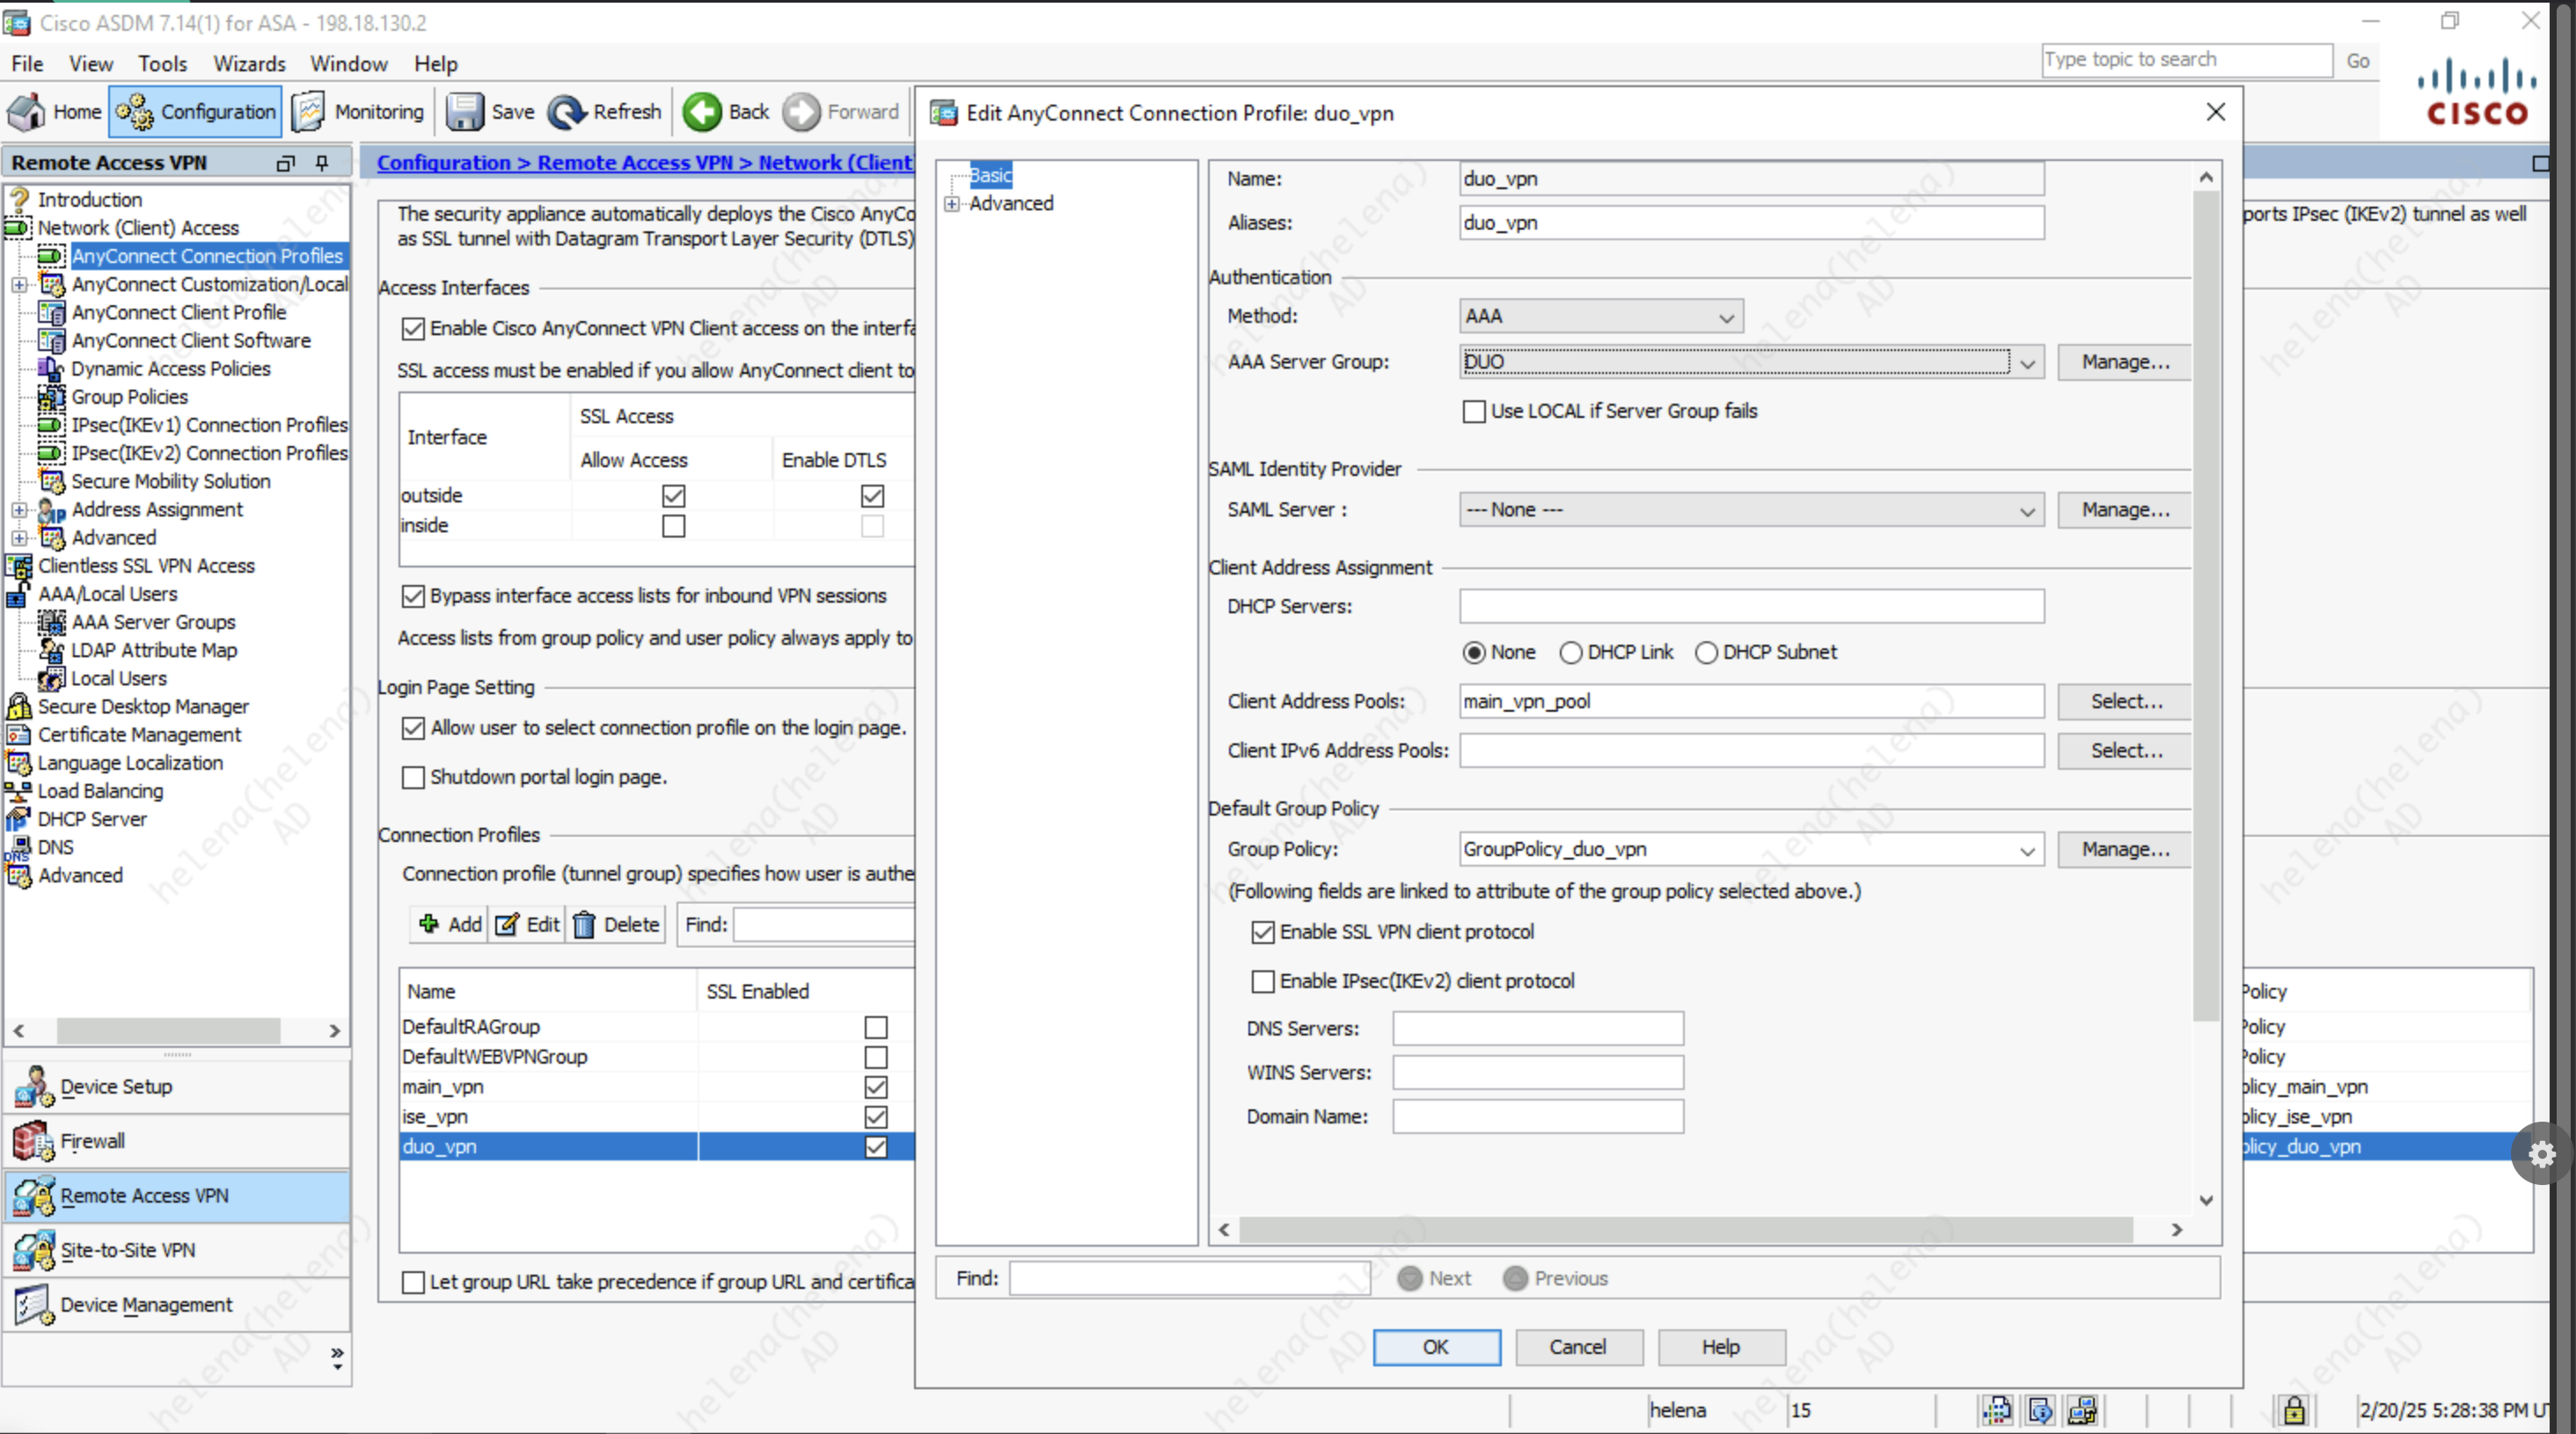 Cisco ASDM 7.14(1) for ASA - 198.18.130.2
File View Tools Wizards Window Help
Type topic to search Go
Home Configuration Monitoring Save Refresh Back Forward
CISCO
Remote Access VPN
Introduction
Network (Client) Access
AnyConnect Connection Profiles
AnyConnect Customization/Local
AnyConnect Client Profile
AnyConnect Client Software
Dynamic Access Policies
Group Policies
IPsec(IKEv1) Connection Profiles
IPsec(IKEv2) Connection Profiles
Secure Mobility Solution
Address Assignment
Advanced
Clientless SSL VPN Access
AAA/Local Users
AAA Server Groups
LDAP Attribute Map
Local Users
Secure Desktop Manager
Certificate Management
Language Localization
Load Balancing
DHCP Server
DNS
Advanced
Device Setup
Firewall
Remote Access VPN
Site-to-Site VPN
Device Management
Configuration > Remote Access VPN > Network (Client
The security appliance automatically deploys the Cisco AnyCo
as SSL tunnel with Datagram Transport Layer Security (DTLS)
ports IPsec (IKEv2) tunnel as well
Access Interfaces
Enable Cisco AnyConnect VPN Client access on the interfa
SSL access must be enabled if you allow AnyConnect client to
Interface SSL Access
Allow Access Enable DTLS
outside
inside
Bypass interface access lists for inbound VPN sessions
Access lists from group policy and user policy always apply to
Login Page Setting
Allow user to select connection profile on the login page.
Shutdown portal login page.
Connection Profiles
Connection profile (tunnel group) specifies how user is authe
Add Edit Delete Find:
Name SSL Enabled
DefaultRAGroup
DefaultWEBVPNGroup
main_vpn
ise_vpn
duo_vpn
Policy
Policy
Policy
olicy_main_vpn
olicy_ise_vpn
olicy_duo_vpn
Let group URL take precedence if group URL and certifica
Edit AnyConnect Connection Profile: duo_vpn
Basic
Advanced
Name: duo_vpn
Aliases: duo_vpn
Authentication
Method: AAA
AAA Server Group: DUO Manage...
Use LOCAL if Server Group fails
SAML Identity Provider
SAML Server : --- None --- Manage...
Client Address Assignment
DHCP Servers:
None DHCP Link DHCP Subnet
Client Address Pools: main_vpn_pool Select...
Client IPv6 Address Pools: Select...
Default Group Policy
Group Policy: GroupPolicy_duo_vpn Manage...
(Following fields are linked to attribute of the group policy selected above.)
Enable SSL VPN client protocol
Enable IPsec(IKEv2) client protocol
DNS Servers:
WINS Servers:
Domain Name:
Find: Next Previous
OK Cancel Help
helena 15 2/20/25 5:28:38 PM U
helena(helena)
AD